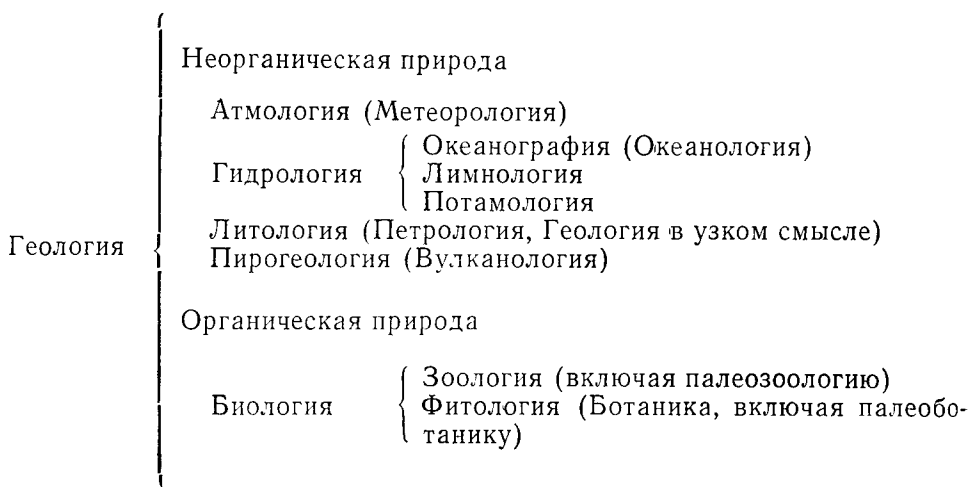 Неорганическая природа
Атмология (Метеорология)
Океанография (Океанология)
Гидрология Лимнология
Потамология
Литология (Петрология, Геология в узком смысле)
Геология
Пирогеология (Вулканология)
Органическая природа
Зоология (включая палеозоологию)
Биология Фитология (Ботаника, включая палеобо-
танику)